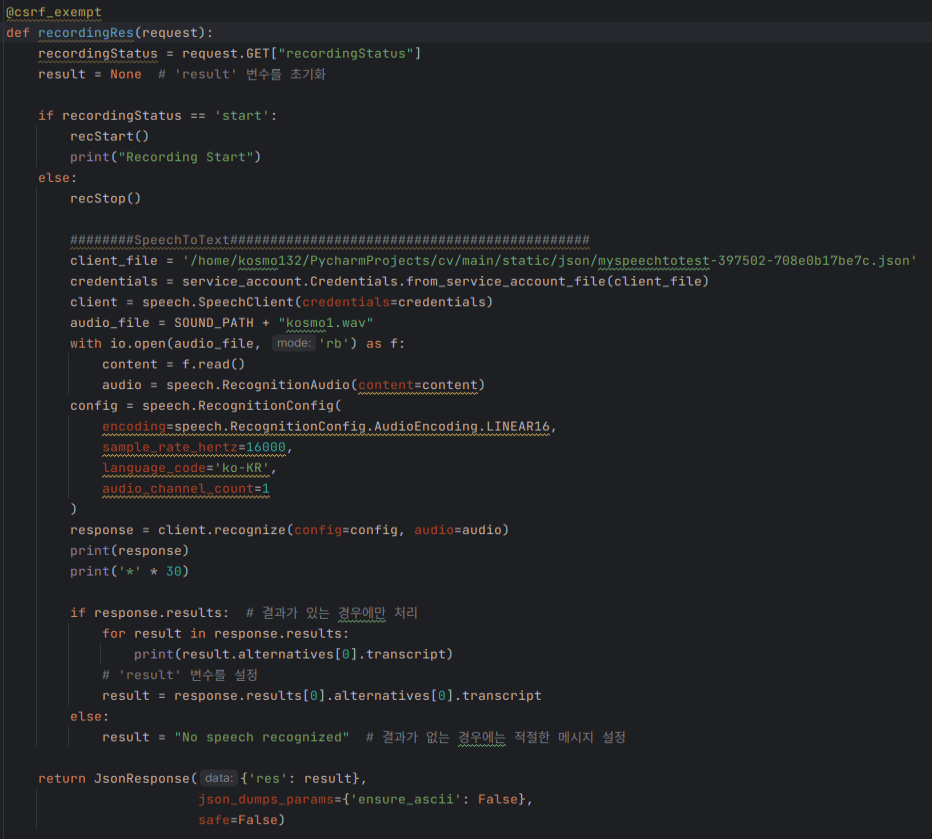 @csrf_exempt
def recordingRes(request):
    recordingStatus = request.GET["recordingStatus"]
    result = None  # 'result' 변수를 초기화

    if recordingStatus == 'start':
        recStart()
        print("Recording Start")
    else:
        recStop()

        ########SpeechToText#############################################
        client_file = '/home/kosmo132/PycharmProjects/cv/main/static/json/myspeechtotest-397502-708e0b17be7c.json'
        credentials = service_account.Credentials.from_service_account_file(client_file)
        client = speech.SpeechClient(credentials=credentials)
        audio_file = SOUND_PATH + "kosmo1.wav"
        with io.open(audio_file, mode: 'rb') as f:
            content = f.read()
            audio = speech.RecognitionAudio(content=content)
        config = speech.RecognitionConfig(
            encoding=speech.RecognitionConfig.AudioEncoding.LINEAR16,
            sample_rate_hertz=16000,
            language_code='ko-KR',
            audio_channel_count=1
        )
        response = client.recognize(config=config, audio=audio)
        print(response)
        print('*' * 30)

        if response.results:  # 결과가 있는 경우에만 처리
            for result in response.results:
                print(result.alternatives[0].transcript)
            # 'result' 변수를 설정
            result = response.results[0].alternatives[0].transcript
        else:
            result = "No speech recognized"  # 결과가 없는 경우에는 적절한 메시지 설정

    return JsonResponse( data: {'res': result},
                        json_dumps_params={'ensure_ascii': False},
                        safe=False)